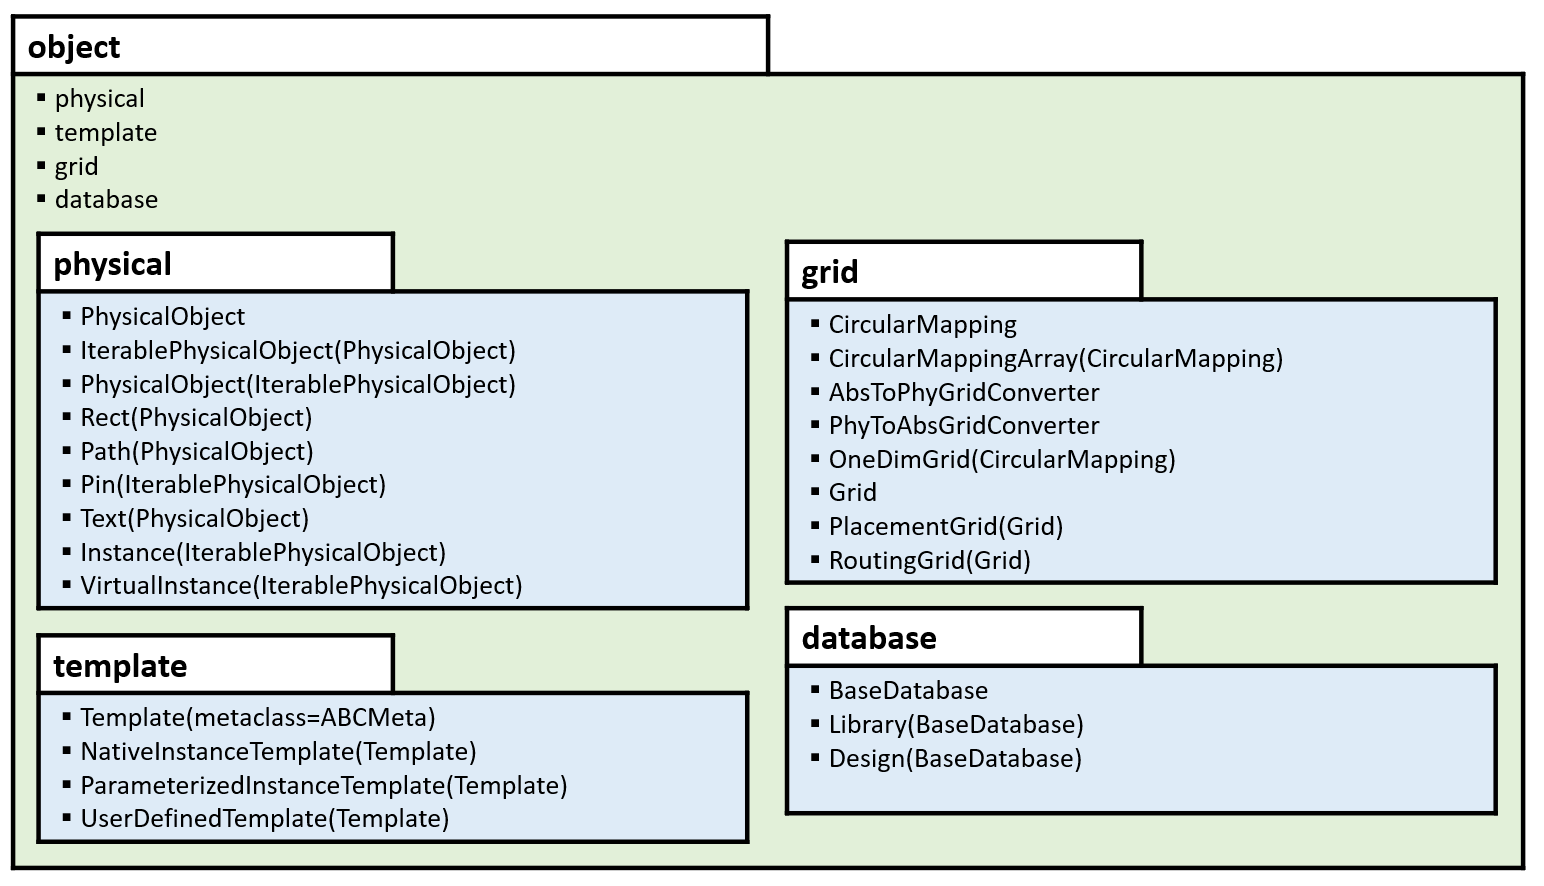 object
▪ physical
▪ template
▪ grid
▪ database
physical
▪ PhysicalObject
▪ IterablePhysicalObject(PhysicalObject)
▪ PhysicalObject(IterablePhysicalObject)
▪ Rect(PhysicalObject)
▪ Path(PhysicalObject)
▪ Pin(IterablePhysicalObject)
▪ Text(PhysicalObject)
▪ Instance(IterablePhysicalObject)
▪ VirtualInstance(IterablePhysicalObject)
template
▪ Template(metaclass=ABCMeta)
▪ NativeInstanceTemplate(Template)
▪ ParameterizedInstanceTemplate(Template)
▪ UserDefinedTemplate(Template)
grid
▪ CircularMapping
▪ CircularMappingArray(CircularMapping)
▪ AbsToPhyGridConverter
▪ PhyToAbsGridConverter
▪ OneDimGrid(CircularMapping)
▪ Grid
▪ PlacementGrid(Grid)
▪ RoutingGrid(Grid)
database
▪ BaseDatabase
▪ Library(BaseDatabase)
▪ Design(BaseDatabase)